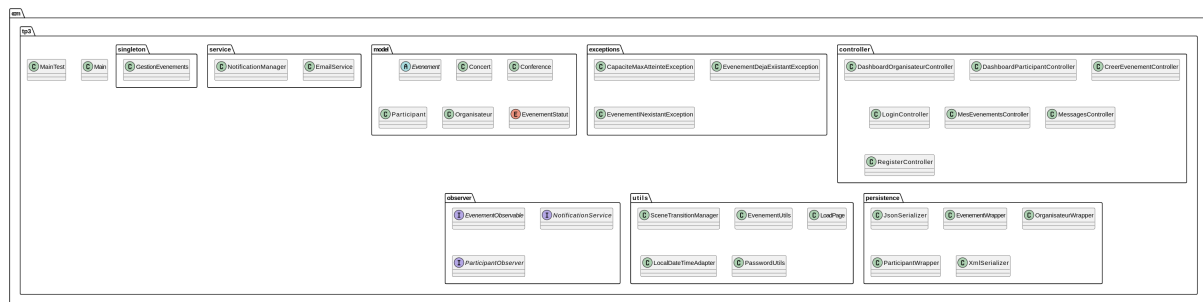 em
tp3
singleton
service
model
exceptions
controller
C MainTest
C Main
C GestionEvenements
C NotificationManager
C EmailService
A Evenement
C Concert
C Conference
C CapaciteMaxAtteinteException
C EvenementDejaExiistantException
C DashboardOrganisateurController
C DashboardParticipantController
C CreerEvenementController
C Participant
C Organisateur
E EvenementStatut
C EvenementINexistantException
C LoginController
C MesEvenementsController
C MessagesController
C RegisterController
observer
utils
persistence
I EvenementObservable
I NotificationService
C SceneTransitionManager
C EvenementUtils
C LoadPage
C JsonSerializer
C EvenementWrapper
C OrganisateurWrapper
I ParticipantObserver
C LocalDateTimeAdapter
C PasswordUtils
C ParticipantWrapper
C XmlSerializer